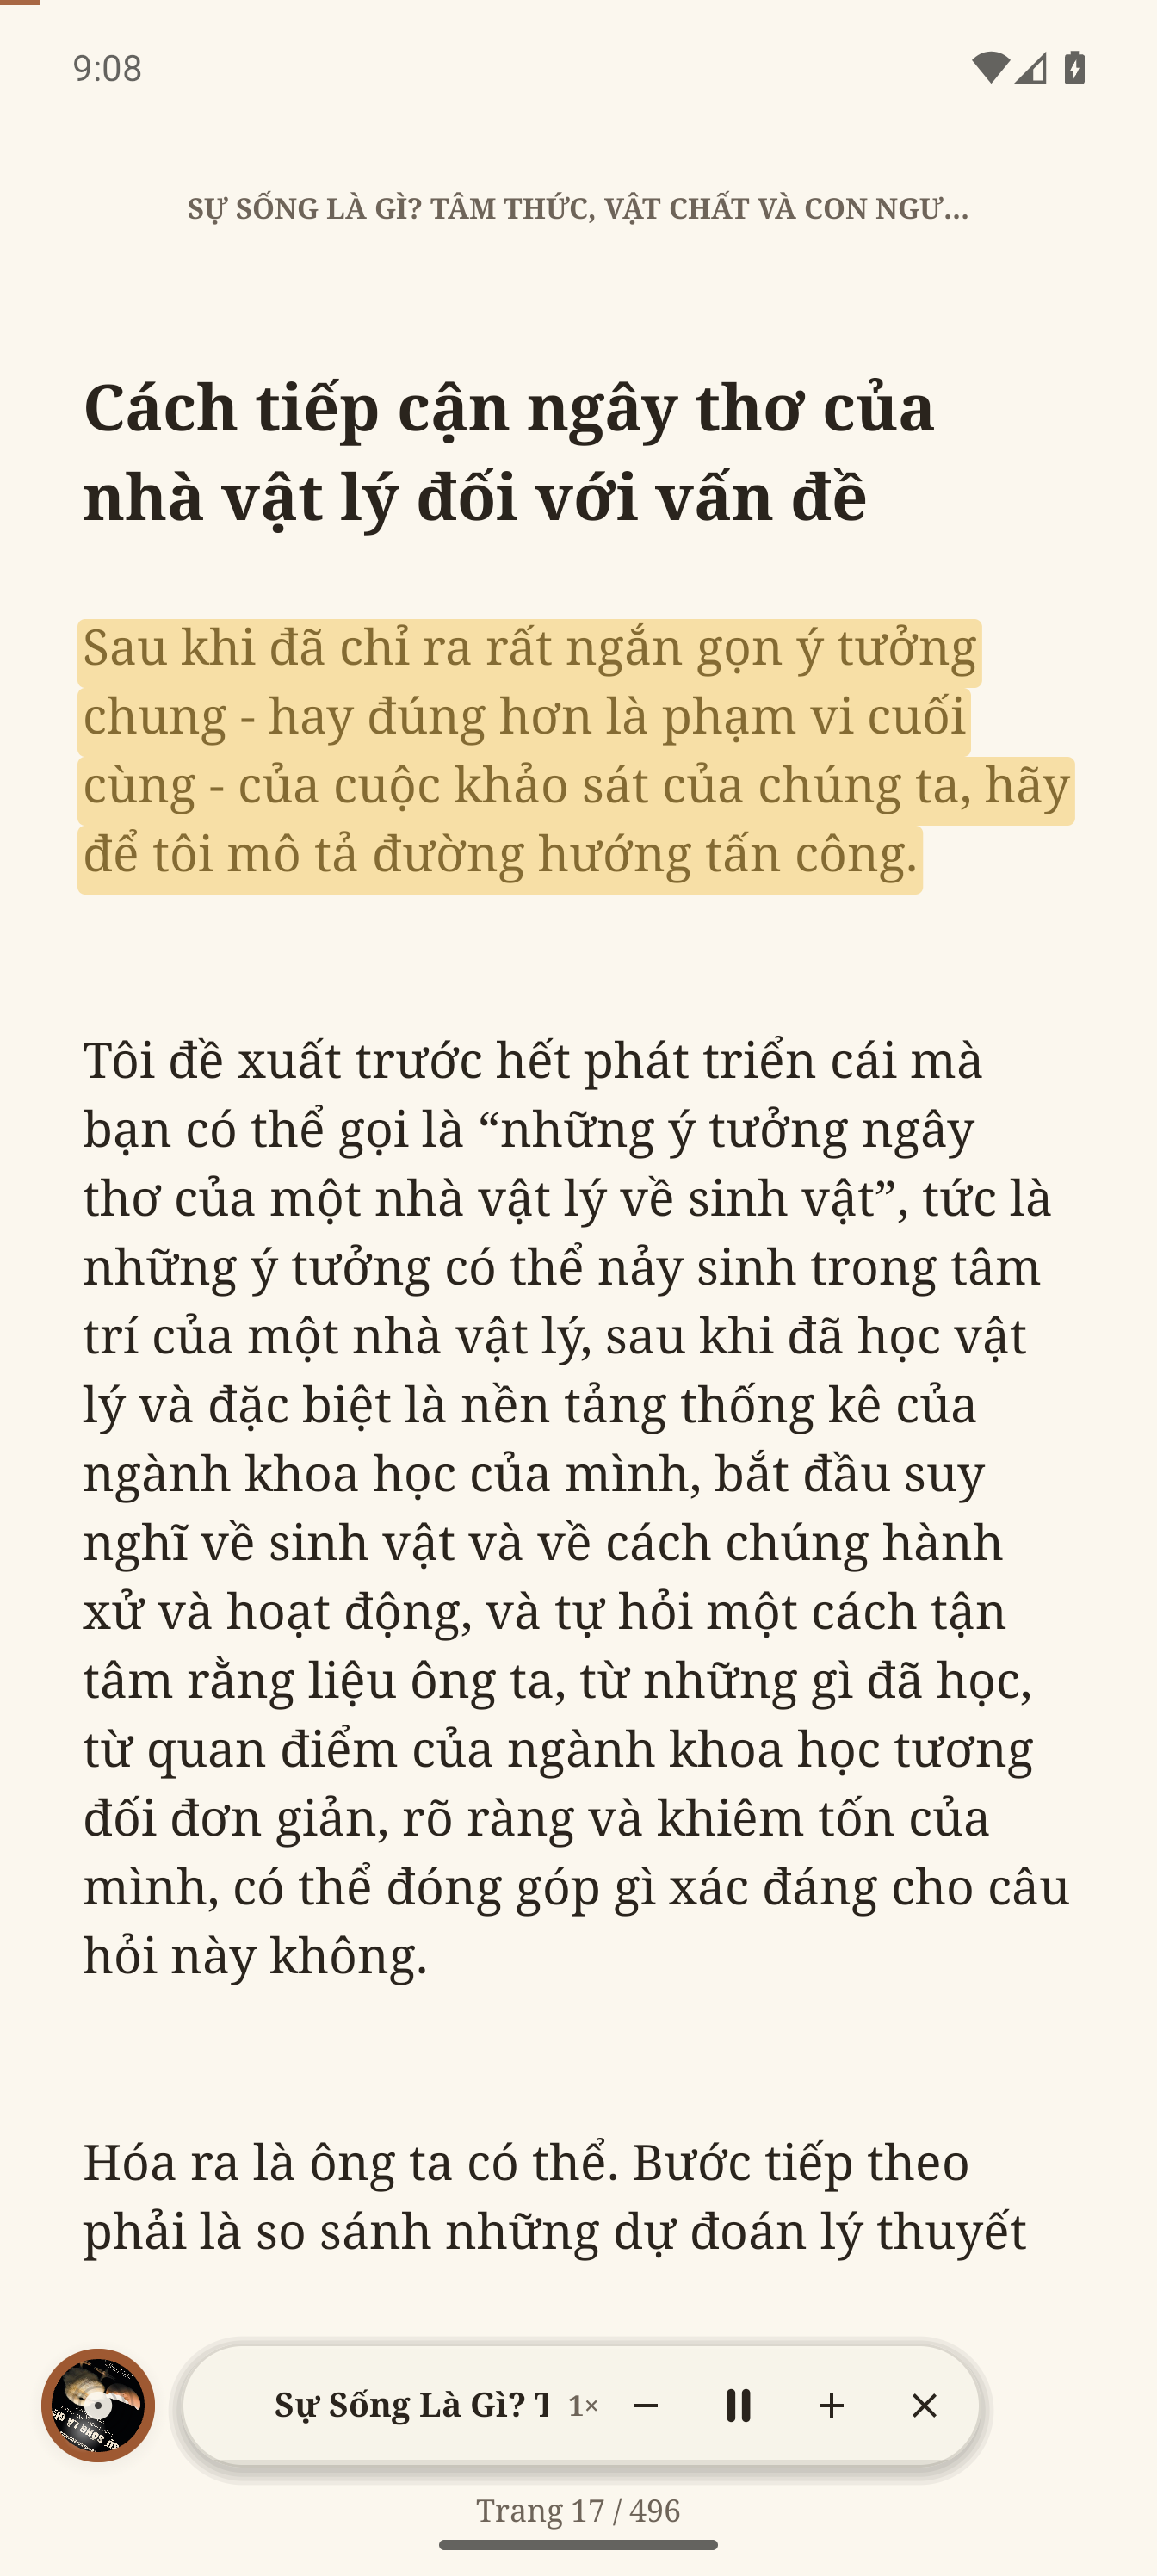 9:08
SỰ SỐNG LÀ GÌ? TÂM THỨC, VẬT CHẤT VÀ CON NGƯ...
Cách tiếp cận ngây thơ của
nhà vật lý đối với vấn đề
Sau khi đã chỉ ra rất ngắn gọn ý tưởng
chung - hay đúng hơn là phạm vi cuối
cùng - của cuộc khảo sát của chúng ta, hãy
để tôi mô tả đường hướng tấn công.
Tôi đề xuất trước hết phát triển cái mà
bạn có thể gọi là “những ý tưởng ngây
thơ của một nhà vật lý về sinh vật”, tức là
những ý tưởng có thể nảy sinh trong tâm
trí của một nhà vật lý, sau khi đã học vật
lý và đặc biệt là nền tảng thống kê của
ngành khoa học của mình, bắt đầu suy
nghĩ về sinh vật và về cách chúng hành
xử và hoạt động, và tự hỏi một cách tận
tâm rằng liệu ông ta, từ những gì đã học,
từ quan điểm của ngành khoa học tương
đối đơn giản, rõ ràng và khiêm tốn của
mình, có thể đóng góp gì xác đáng cho câu
hỏi này không.
Hóa ra là ông ta có thể. Bước tiếp theo
phải là so sánh những dự đoán lý thuyết
SỰ SỐNG LÀ GÌ
Sự Sống Là Gì? T 1×
Trang 17 / 496